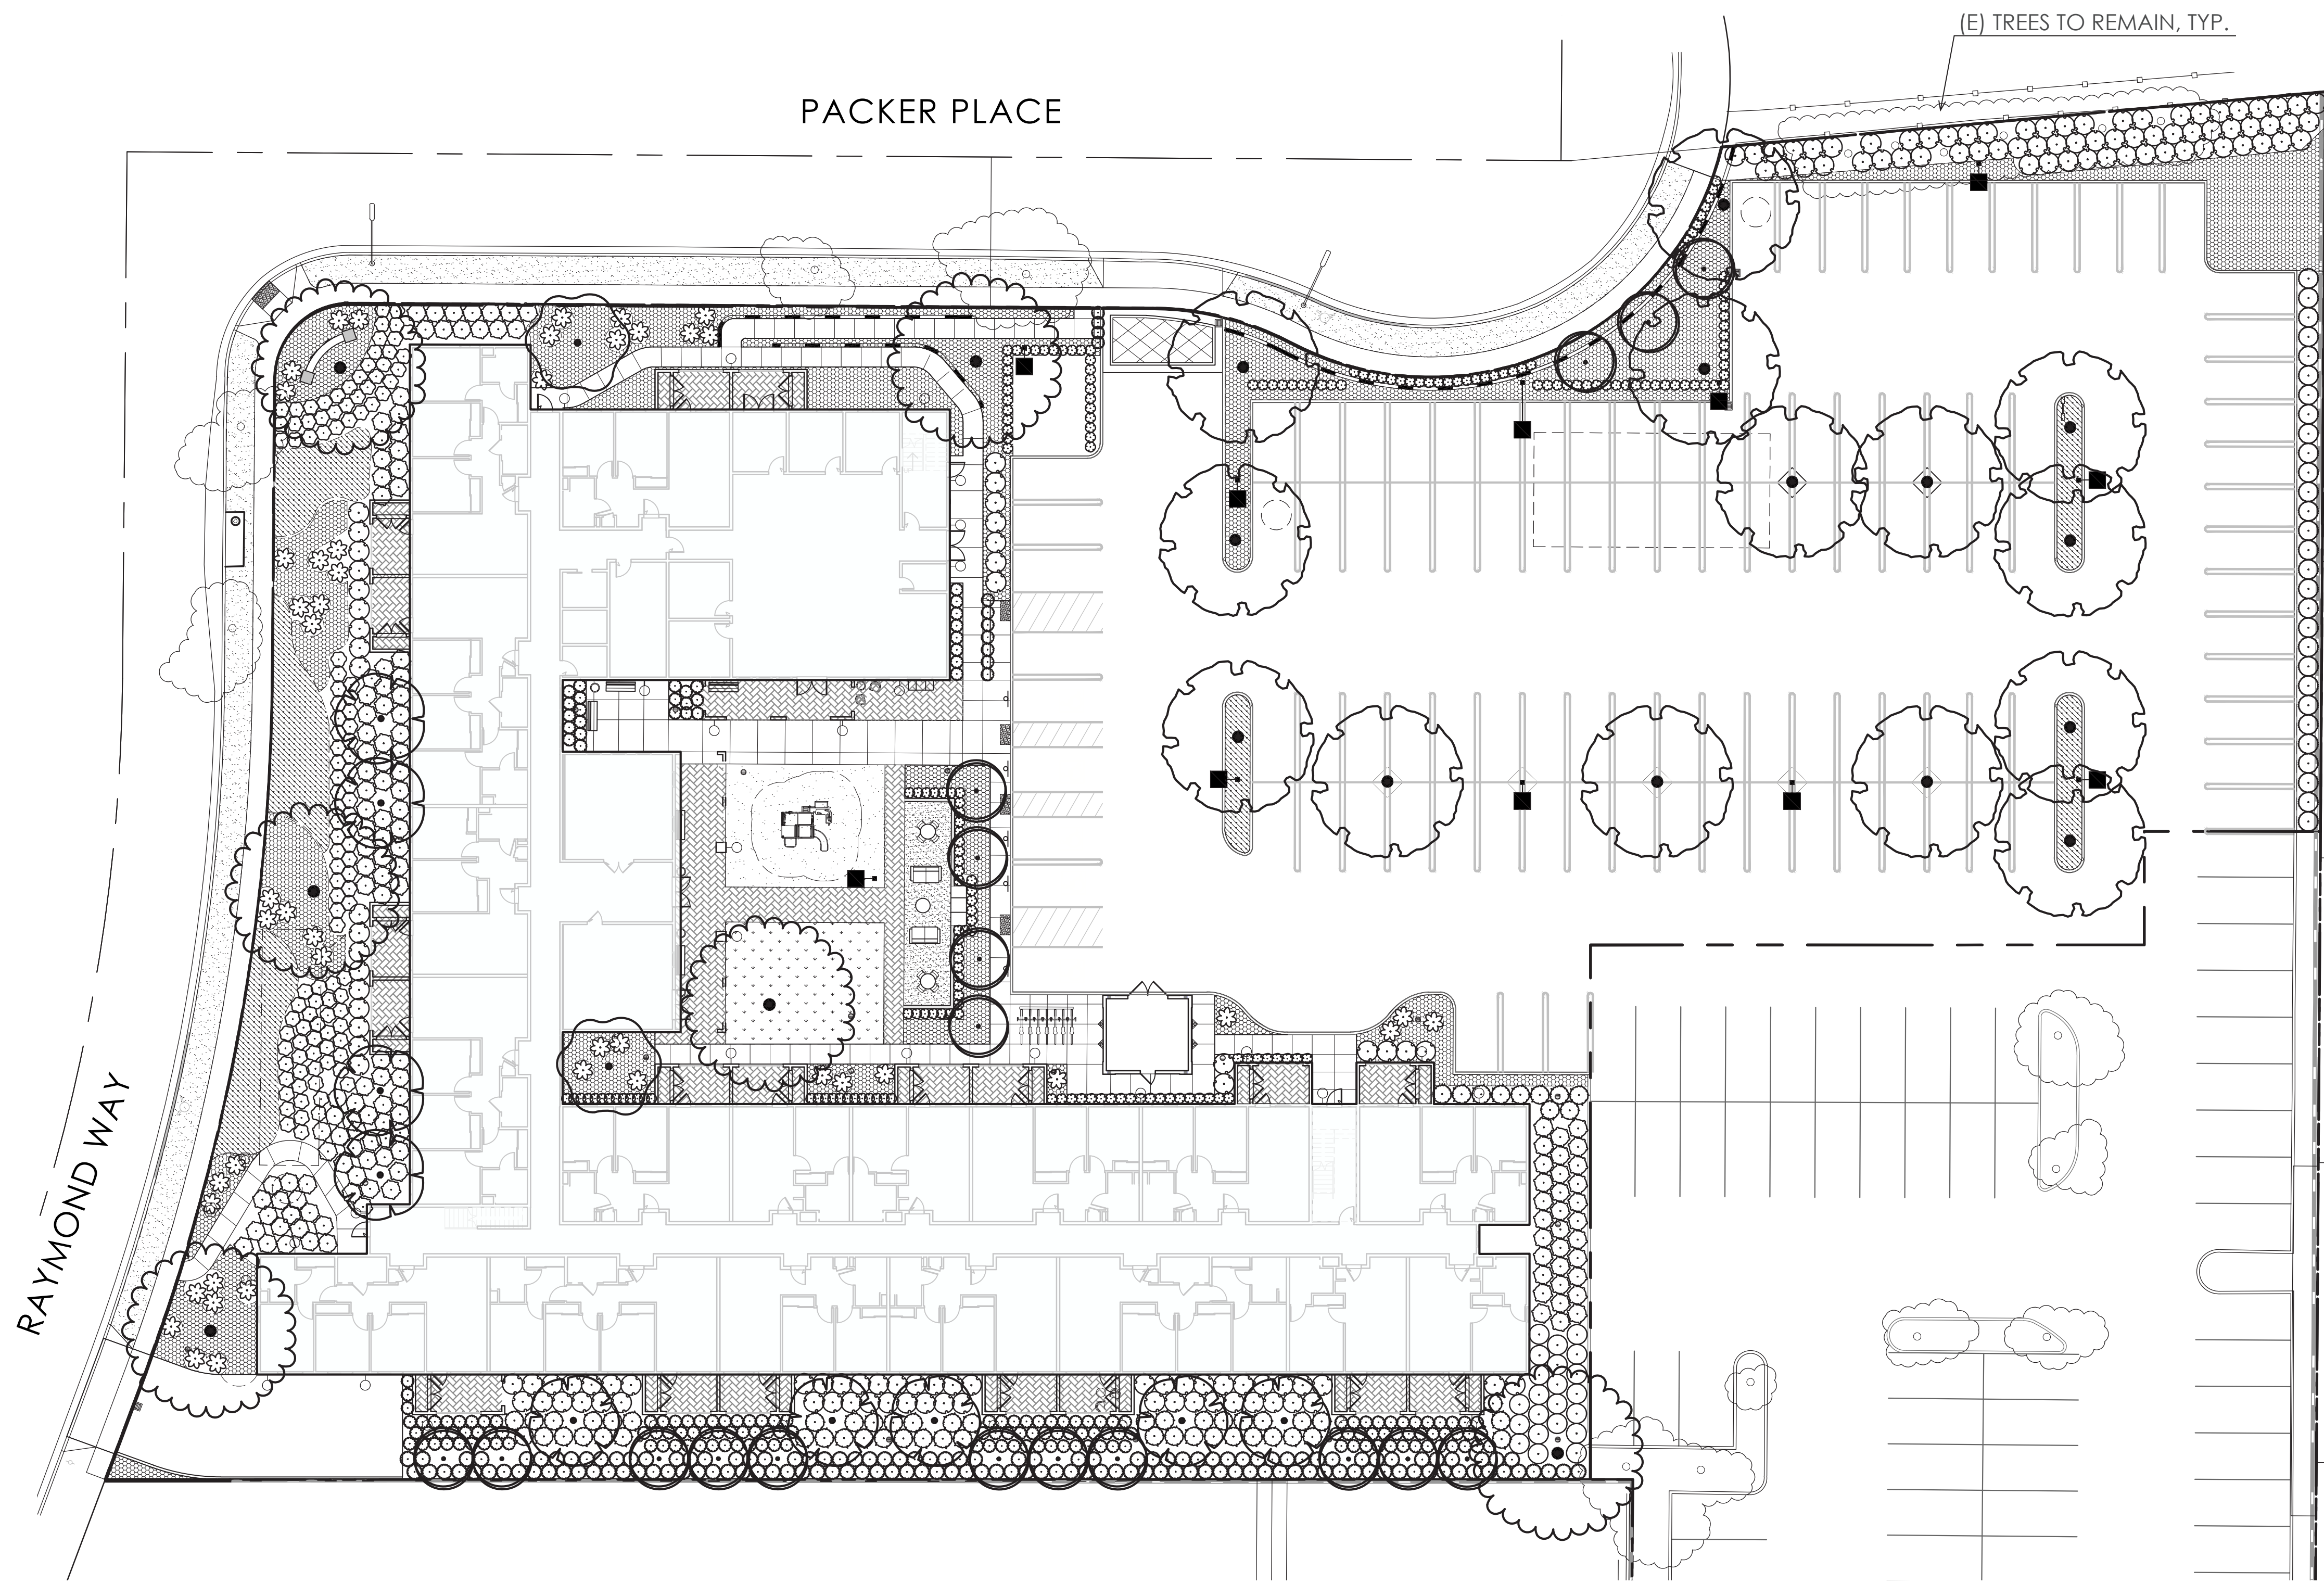 (E) TREES TO REMAIN, TYP.
PACKER PLACE
RAYMOND WAY